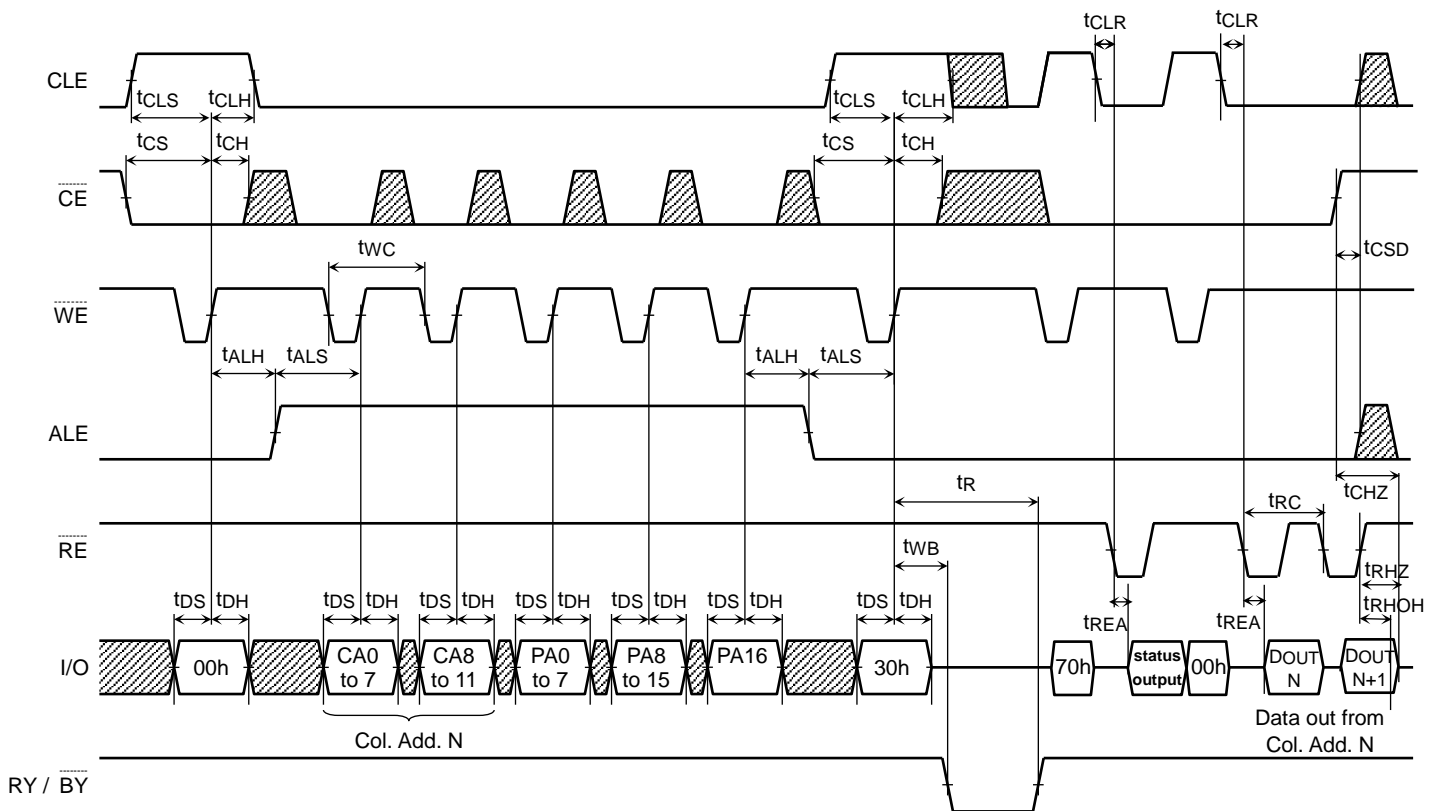 tCLR tCLR
CLE
tCLS tCLH tCLS tCLH
tCS tCH tCS tCH
CE
tWC tCSD
WE
tALH tALS tALH tALS
ALE
tR tCHZ
tRC
RE
tWB tRHZ
tDS tDH tDS tDH tDS tDH tDS tDH tDS tDH tDS tDH tDS tDH tRHOH
tREA tREA
I/O 00h CA0 to 7 CA8 to 11 PA0 to 7 PA8 to 15 PA16 30h 70h status output 00h DOUT N DOUT N+1
Col. Add. N
Data out from
Col. Add. N
RY / BY